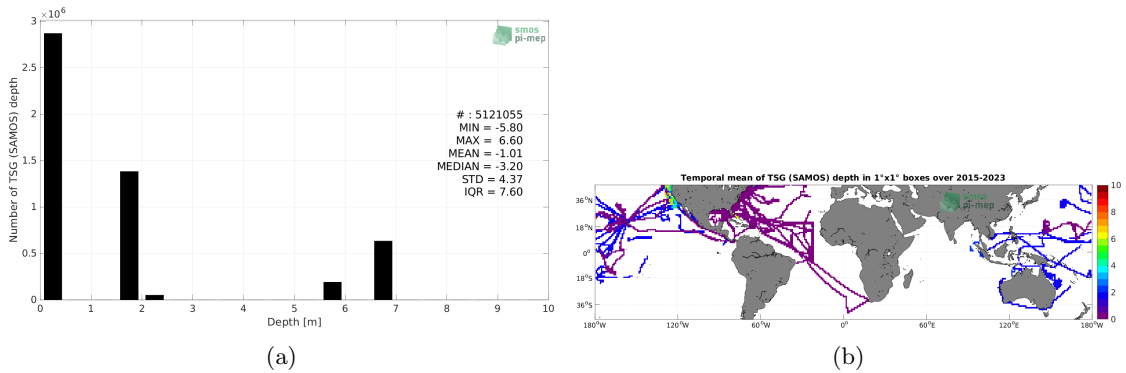 3 ×10⁶
2.5
2
1.5
1
0.5
0
Number of TSG (SAMOS) depth
smos
pi-mep
# : 5121055
MIN = -5.80
MAX = 6.60
MEAN = -1.01
MEDIAN = -3.20
STD = 4.37
IQR = 7.60
0 1 2 3 4 5 6 7 8 9 10
Depth [m]
(a)
Temporal mean of TSG (SAMOS) depth in 1°x1° boxes over 2015-2023
smos
pi-mep
36°N
18°N
0°
18°S
36°S
180°W 120°W 60°W 0° 60°E 120°E 180°W
10
8
6
4
2
0
(b)